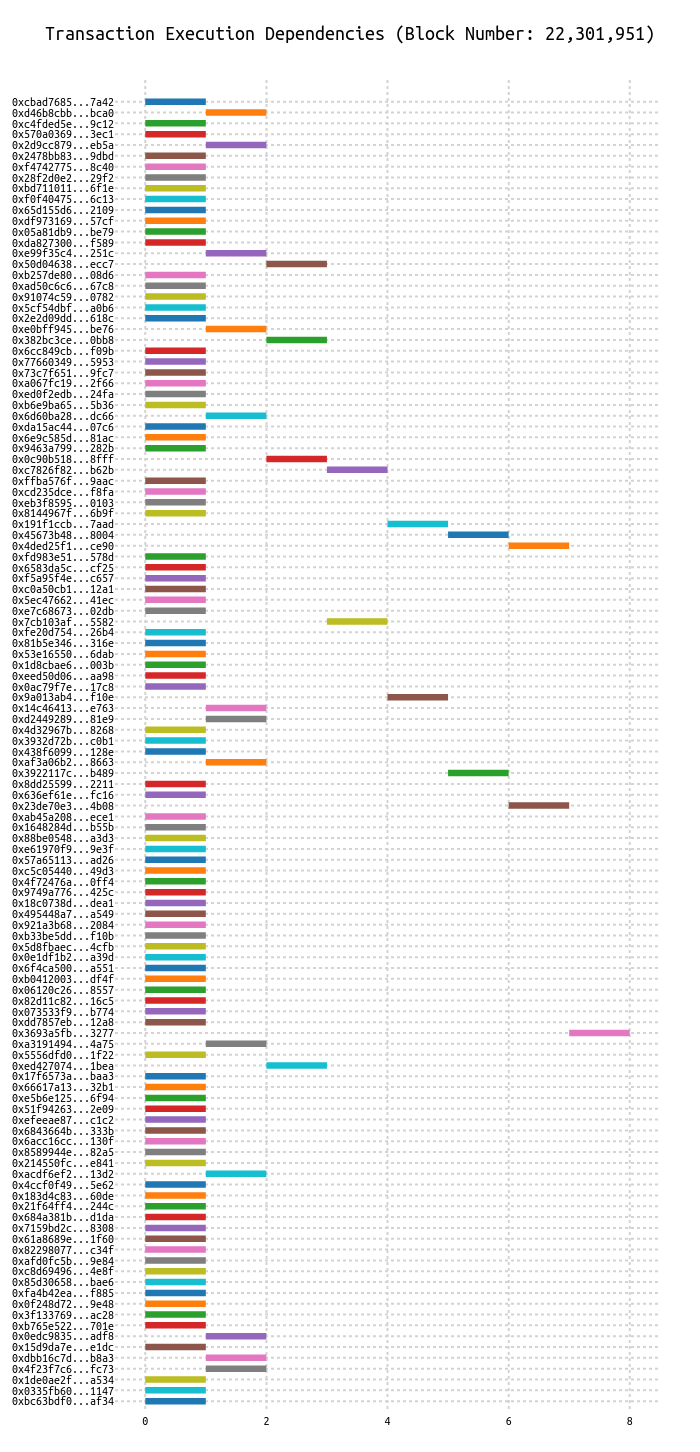 Transaction Execution Dependencies (Block Number: 22,301,951)
0xcbad7685...7a42
0xd46b8cbb...bca0
0xc4fded5e...9c12
0x570a0369...3ec1
0x2d9cc879...eb5a
0x2478bb83...9dbd
0xf4742775...8c40
0x28f2d0e2...29f2
0xbd711011...6f1e
0xf0f40475...6c13
0x65d155d6...2109
0xdf973169...57cf
0x05a81db9...be79
0xda827300...f589
0xe99f35c4...251c
0x50d04638...ecc7
0xb257de80...08d6
0xad50c6c6...67c8
0x91074c59...0782
0x5cf54dbf...a0b6
0x2e2d09dd...618c
0xe0bff945...be76
0x382bc3ce...0bb8
0x6cc849cb...f09b
0x77660349...5953
0x73c7f651...9fc7
0xa067fc19...2f66
0xed0f2edb...24fa
0xb6e9ba65...5b36
0x6d60ba28...dc66
0xda15ac44...07c6
0x6e9c585d...81ac
0x9463a799...282b
0x0c90b518...8fff
0xc7826f82...b62b
0xffba576f...9aac
0xcd235dce...f8fa
0xeb3f8595...0103
0x8144967f...6b9f
0x191f1ccb...7aad
0x45673b48...8004
0x4ded25f1...ce90
0xfd983e51...578d
0x6583da5c...cf25
0xf5a95f4e...c657
0xc0a50cb1...12a1
0x5ec47662...41ec
0xe7c68673...02db
0x7cb103af...5582
0xfe20d754...26b4
0x81b5e346...316e
0x53e16550...6dab
0x1d8cbae6...003b
0xeed50d06...aa98
0x0ac79f7e...17c8
0x9a013ab4...f10e
0x14c46413...e763
0xd2449289...81e9
0x4d32967b...8268
0x3932d72b...c0b1
0x438f6099...128e
0xaf3a06b2...8663
0x3922117c...b489
0x8dd25599...2211
0x636ef61e...fc16
0x23de70e3...4b08
0xab45a208...ece1
0x1648284d...b55b
0x88be0548...a3d3
0xe61970f9...9e3f
0x57a65113...ad26
0xc5c05440...49d3
0x4f72476a...0ff4
0x9749a776...425c
0x18c0738d...dea1
0x495448a7...a549
0x921a3b68...2084
0xb33be5dd...f10b
0x5d8fbaec...4cfb
0x0e1df1b2...a39d
0x6f4ca500...a551
0xb0412003...df4f
0x06120c26...8557
0x82d11c82...16c5
0x073533f9...b774
0xdd7857eb...12a8
0x3693a5fb...3277
0xa3191494...4a75
0x5556dfd0...1f22
0xed427074...1bea
0x17f6573a...baa3
0x66617a13...32b1
0xe5b6e125...6f94
0x51f94263...2e09
0xefeeae87...c1c2
0x6843664b...333b
0x6acc16cc...130f
0x8589944e...82a5
0x214550fc...e841
0xacdf6ef2...13d2
0x4ccf0f49...5e62
0x183d4c83...60de
0x21f64ff4...244c
0x684a381b...d1da
0x7159bd2c...8308
0x61a8689e...1f60
0x82298077...c34f
0xafd0fc5b...9e84
0xc8d69496...4e8f
0x85d30658...bae6
0xfa4b42ea...f885
0x0f248d72...9e48
0x3f133769...ac28
0xb765e522...701e
0x0edc9835...adf8
0x15d9da7e...e1dc
0xdbb16c7d...b8a3
0x4f23f7c6...fc73
0x1de0ae2f...a534
0x0335fb60...1147
0xbc63bdf0...af34
0 2 4 6 8